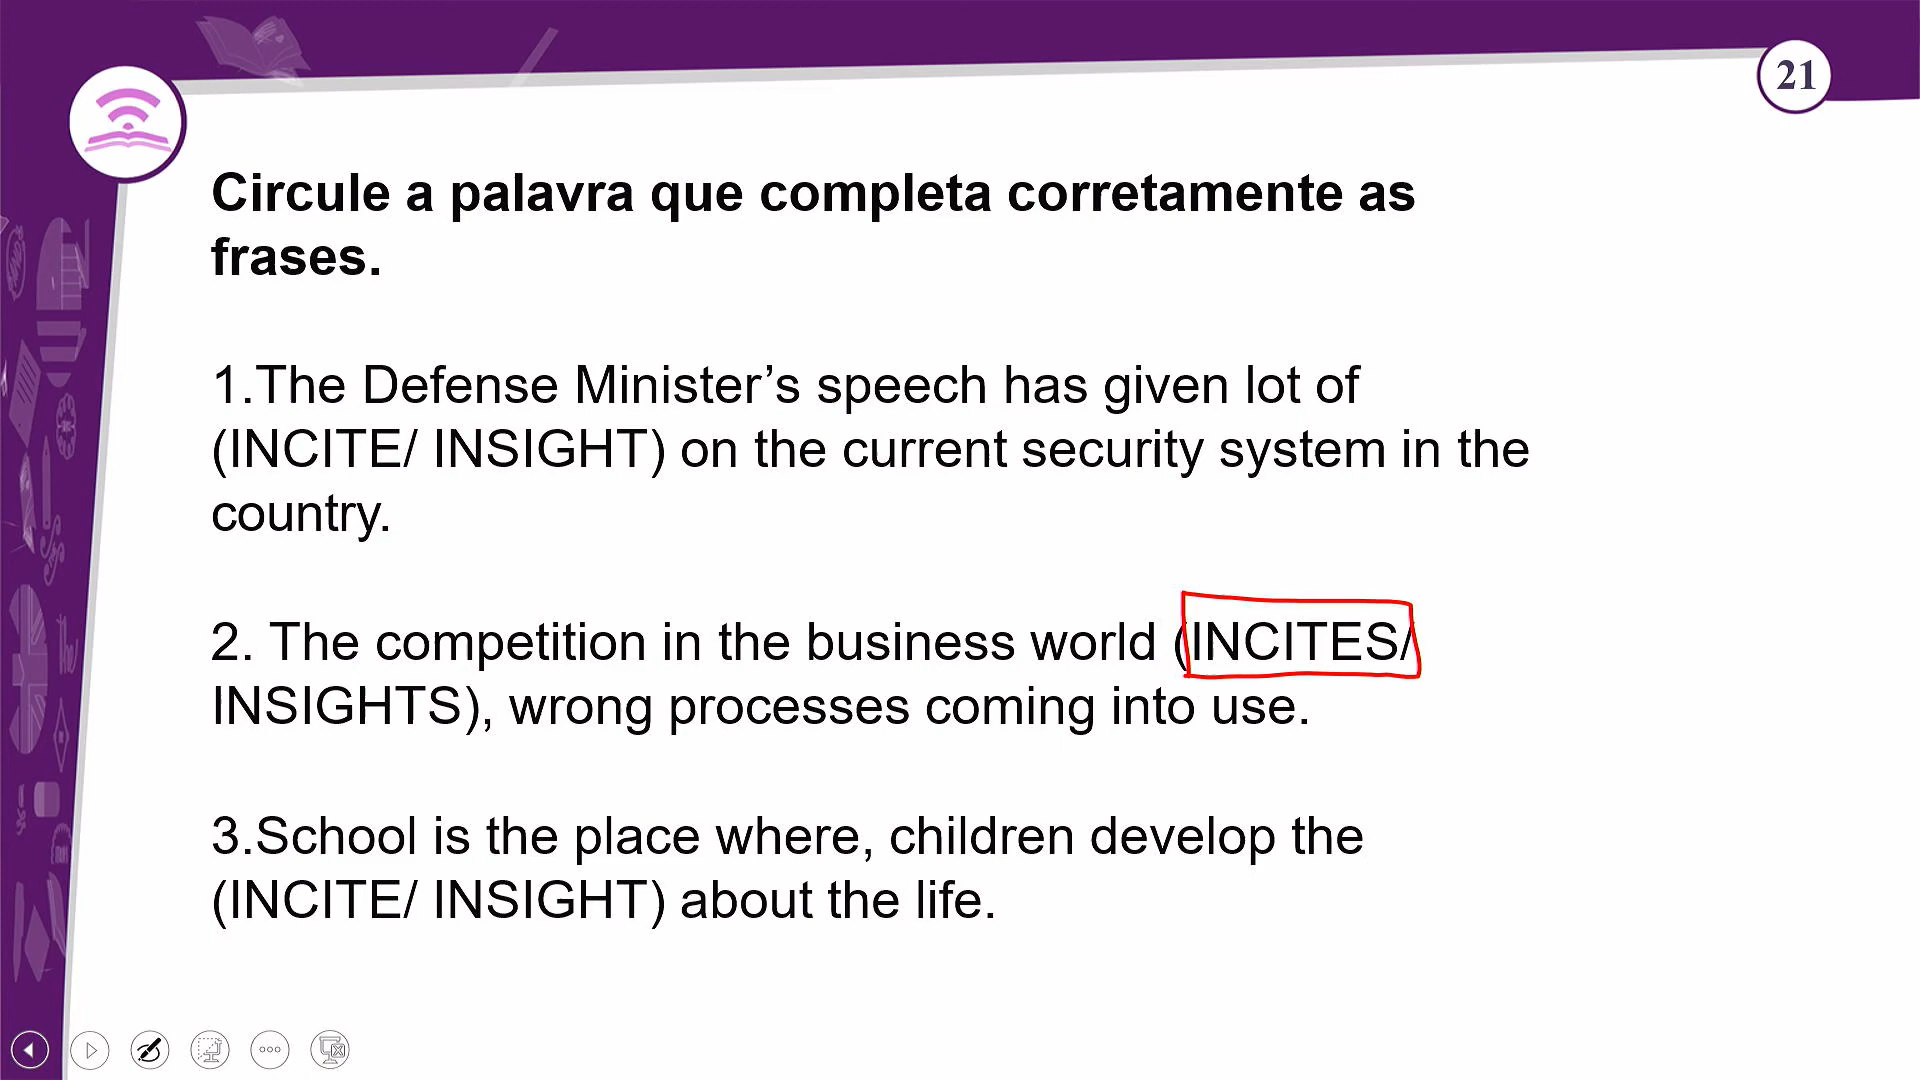 21
Circule a palavra que completa corretamente as
frases.
1.The Defense Minister’s speech has given lot of
(INCITE/ INSIGHT) on the current security system in the
country.
2. The competition in the business world (INCITES/
INSIGHTS), wrong processes coming into use.
3.School is the place where, children develop the
(INCITE/ INSIGHT) about the life.